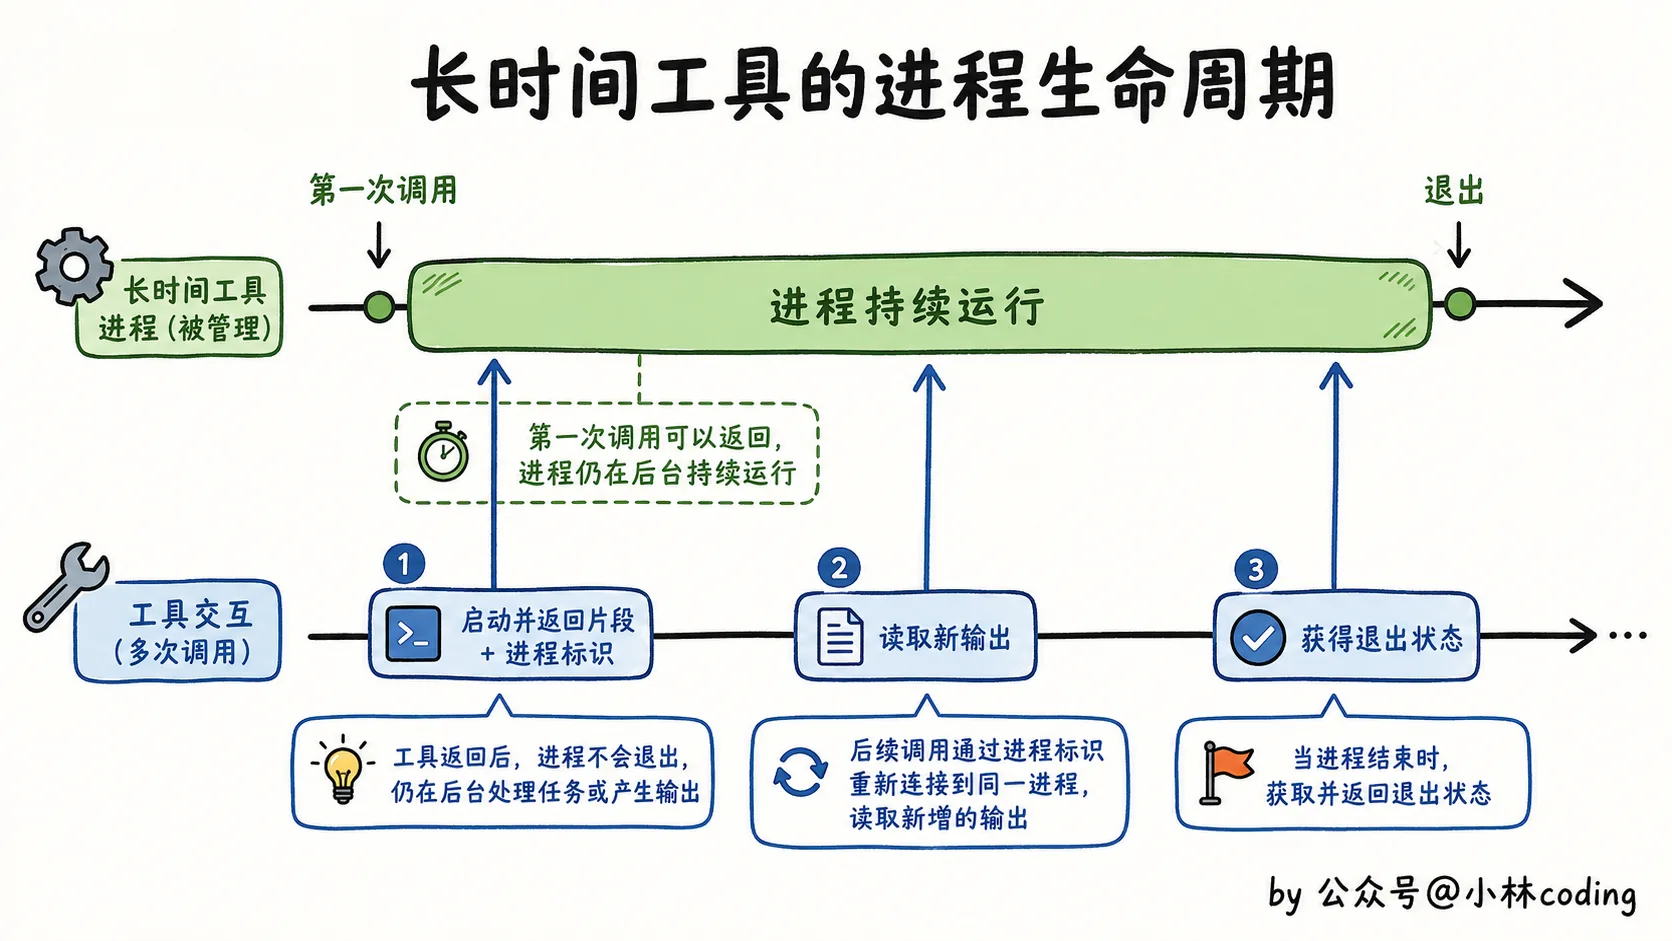 长时间工具的进程生命周期
第一次调用
退出
长时间工具
进程(被管理)
进程持续运行
第一次调用可以返回,
进程仍在后台持续运行
工具交互
(多次调用)
1
>_
启动并返回片段
+ 进程标识
2
读取新输出
3
获得退出状态
...
工具返回后, 进程不会退出,
仍在后台处理任务或产生输出
后续调用通过进程标识
重新连接到同一进程,
读取新增的输出
当进程结束时,
获取并返回退出状态
by 公众号@小林coding